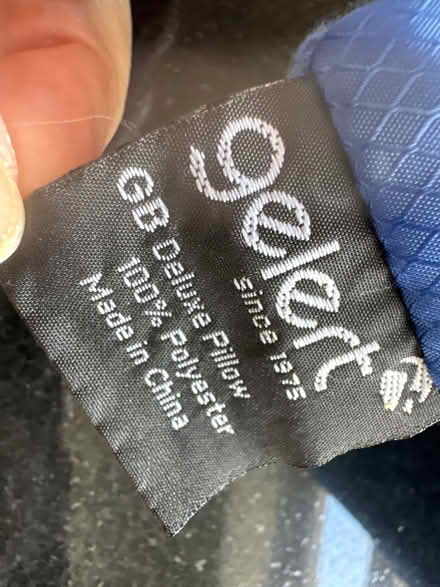 gelert
since 1975
GB Deluxe Pillow
100% Polyester
Made in China